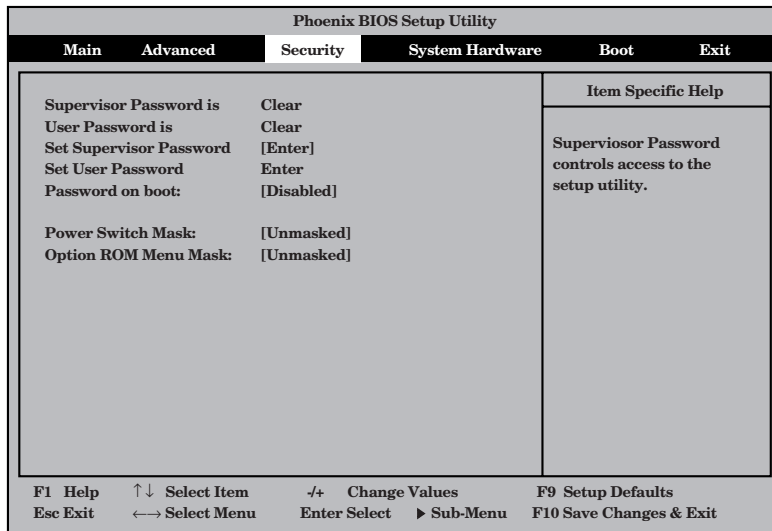 Phoenix BIOS Setup Utility
Main Advanced Security System Hardware Boot Exit
Supervisor Password is Clear
User Password is Clear
Set Supervisor Password [Enter]
Set User Password Enter
Password on boot: [Disabled]
Power Switch Mask: [Unmasked]
Option ROM Menu Mask: [Unmasked]
Item Specific Help
Superviosor Password
controls access to the
setup utility.
F1 Help ↑↓ Select Item -/+ Change Values F9 Setup Defaults
Esc Exit ←→ Select Menu Enter Select ▶ Sub-Menu F10 Save Changes & Exit